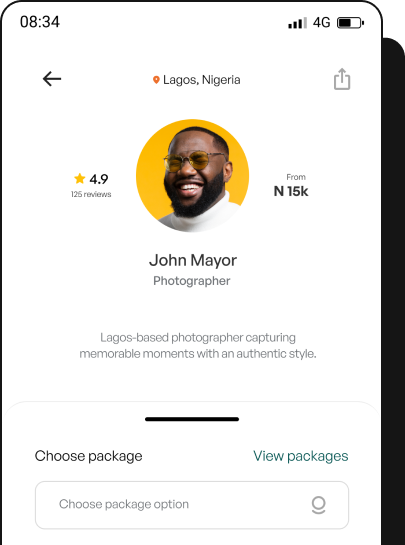 08:34
4G
Lagos, Nigeria
4.9
125 reviews
From
N 15k
John Mayor
Photographer
Lagos-based photographer capturing
memorable moments with an authentic style.
Choose package
View packages
Choose package option